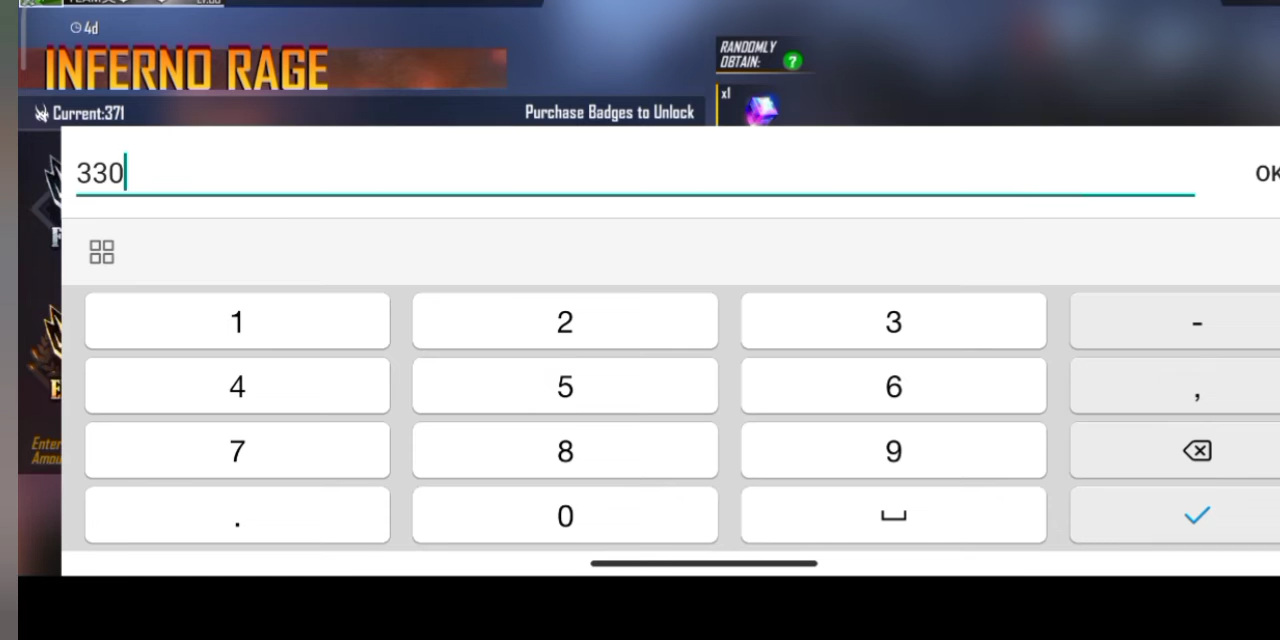 4d
INFERNO RAGE
RANDOMLY
OBTAIN: ?
Current:371
Purchase Badges to Unlock
x1
330
OK
1 2 3 -
4 5 6 ,
7 8 9
. 0
Enter